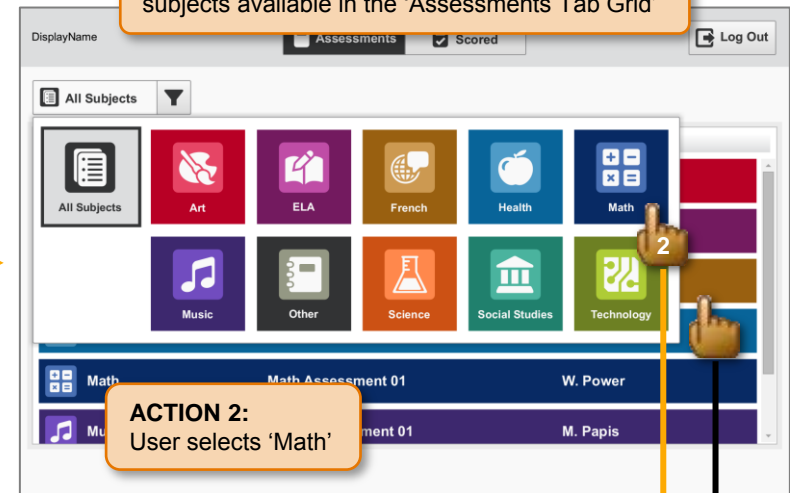 subjects available in the 'Assessments Tab Grid'
DisplayName
Assessments
Scored
Log Out
All Subjects
All Subjects
Art
ELA
French
Health
Math
2
Music
Other
Science
Social Studies
Technology
Math Math Assessment 01 W. Power
ACTION 2:
User selects 'Math'
Mu ment 01 M. Papis